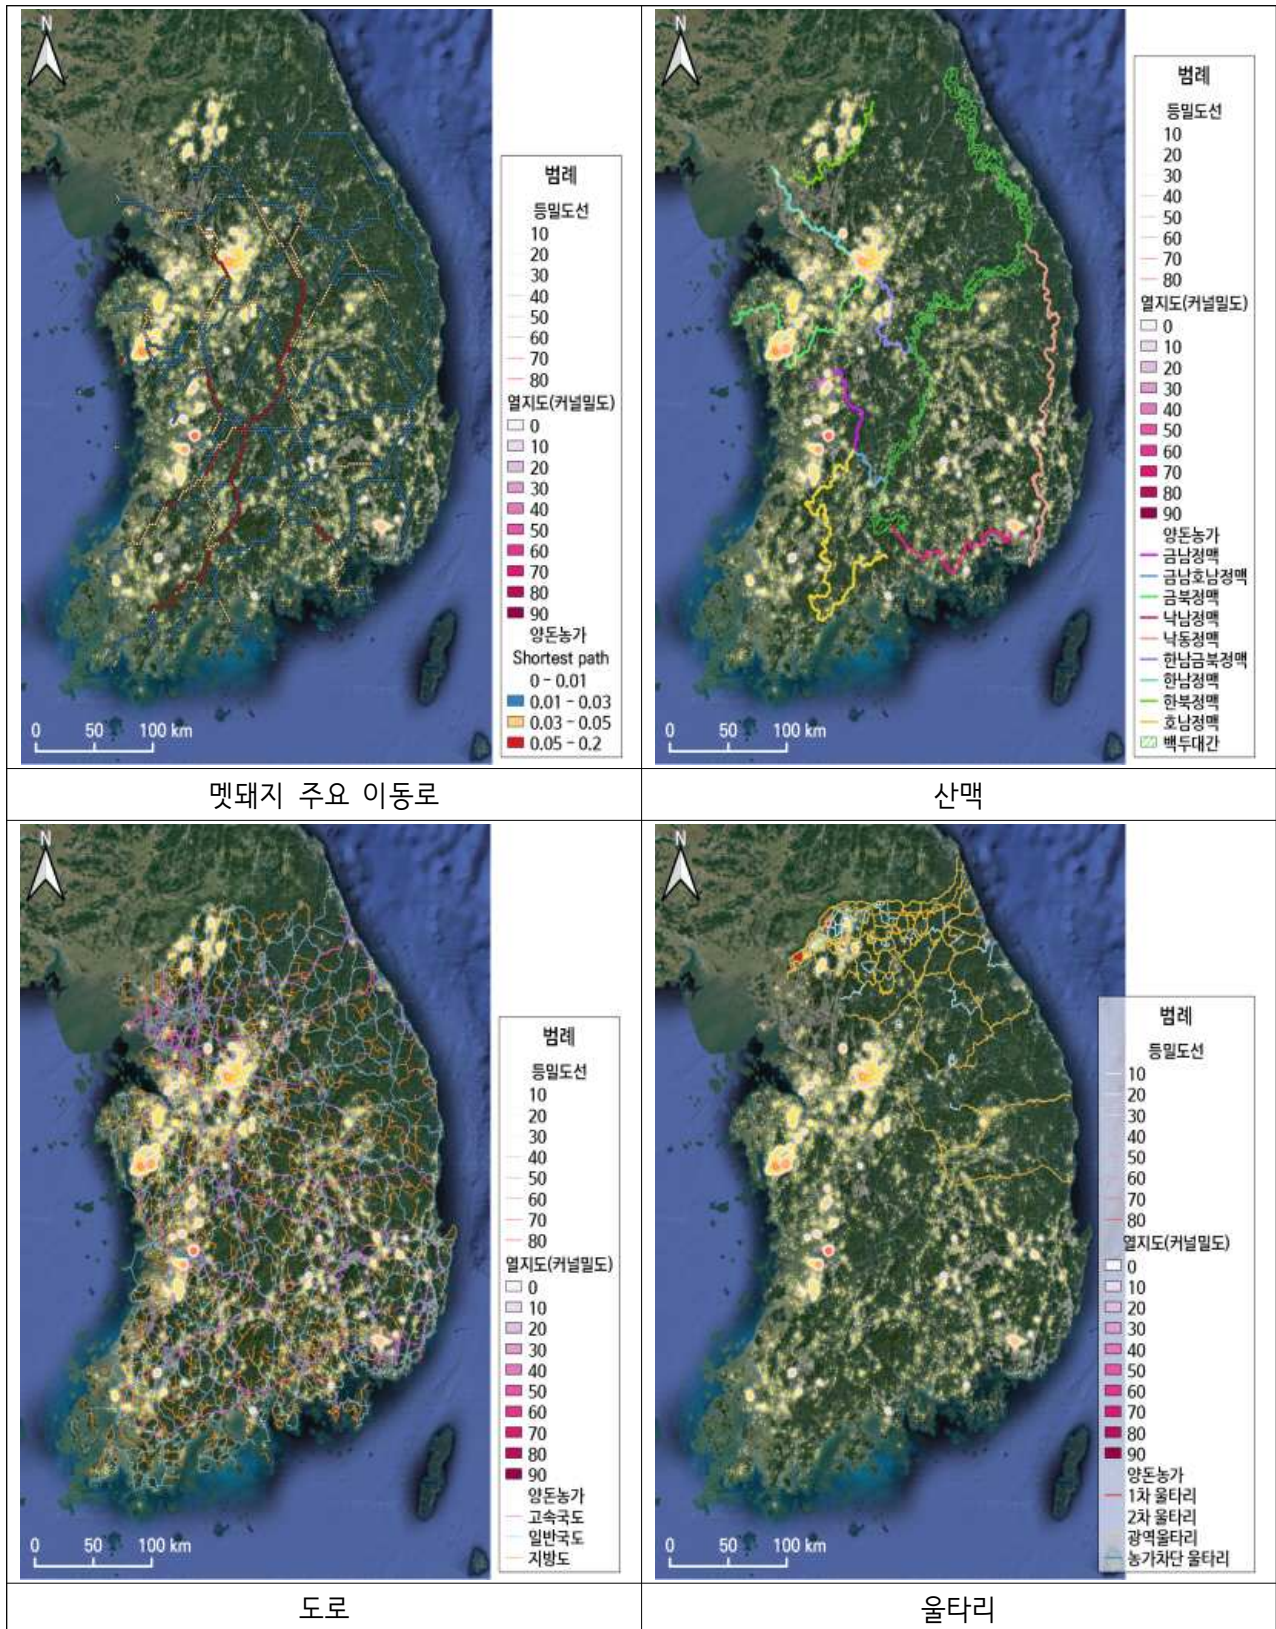 N
범례
등밀도선
10
20
30
40
50
60
70
80
열지도(커널밀도)
0
10
20
30
40
50
60
70
80
90
양돈농가
Shortest path
0 - 0.01
0.01 - 0.03
0.03 - 0.05
0.05 - 0.2
0 50 100 km
멧돼지 주요 이동로
N
범례
등밀도선
10
20
30
40
50
60
70
80
열지도(커널밀도)
0
10
20
30
40
50
60
70
80
90
양돈농가
금남정맥
금남호남정맥
금북정맥
낙남정맥
낙동정맥
한남금북정맥
한남정맥
한북정맥
호남정맥
백두대간
0 50 100 km
산맥
N
범례
등밀도선
10
20
30
40
50
60
70
80
열지도(커널밀도)
0
10
20
30
40
50
60
70
80
90
양돈농가
고속국도
일반국도
지방도
0 50 100 km
도로
N
범례
등밀도선
10
20
30
40
50
60
70
80
열지도(커널밀도)
0
10
20
30
40
50
60
70
80
90
양돈농가
1차 울타리
2차 울타리
광역울타리
농가차단 울타리
0 50 100 km
울타리